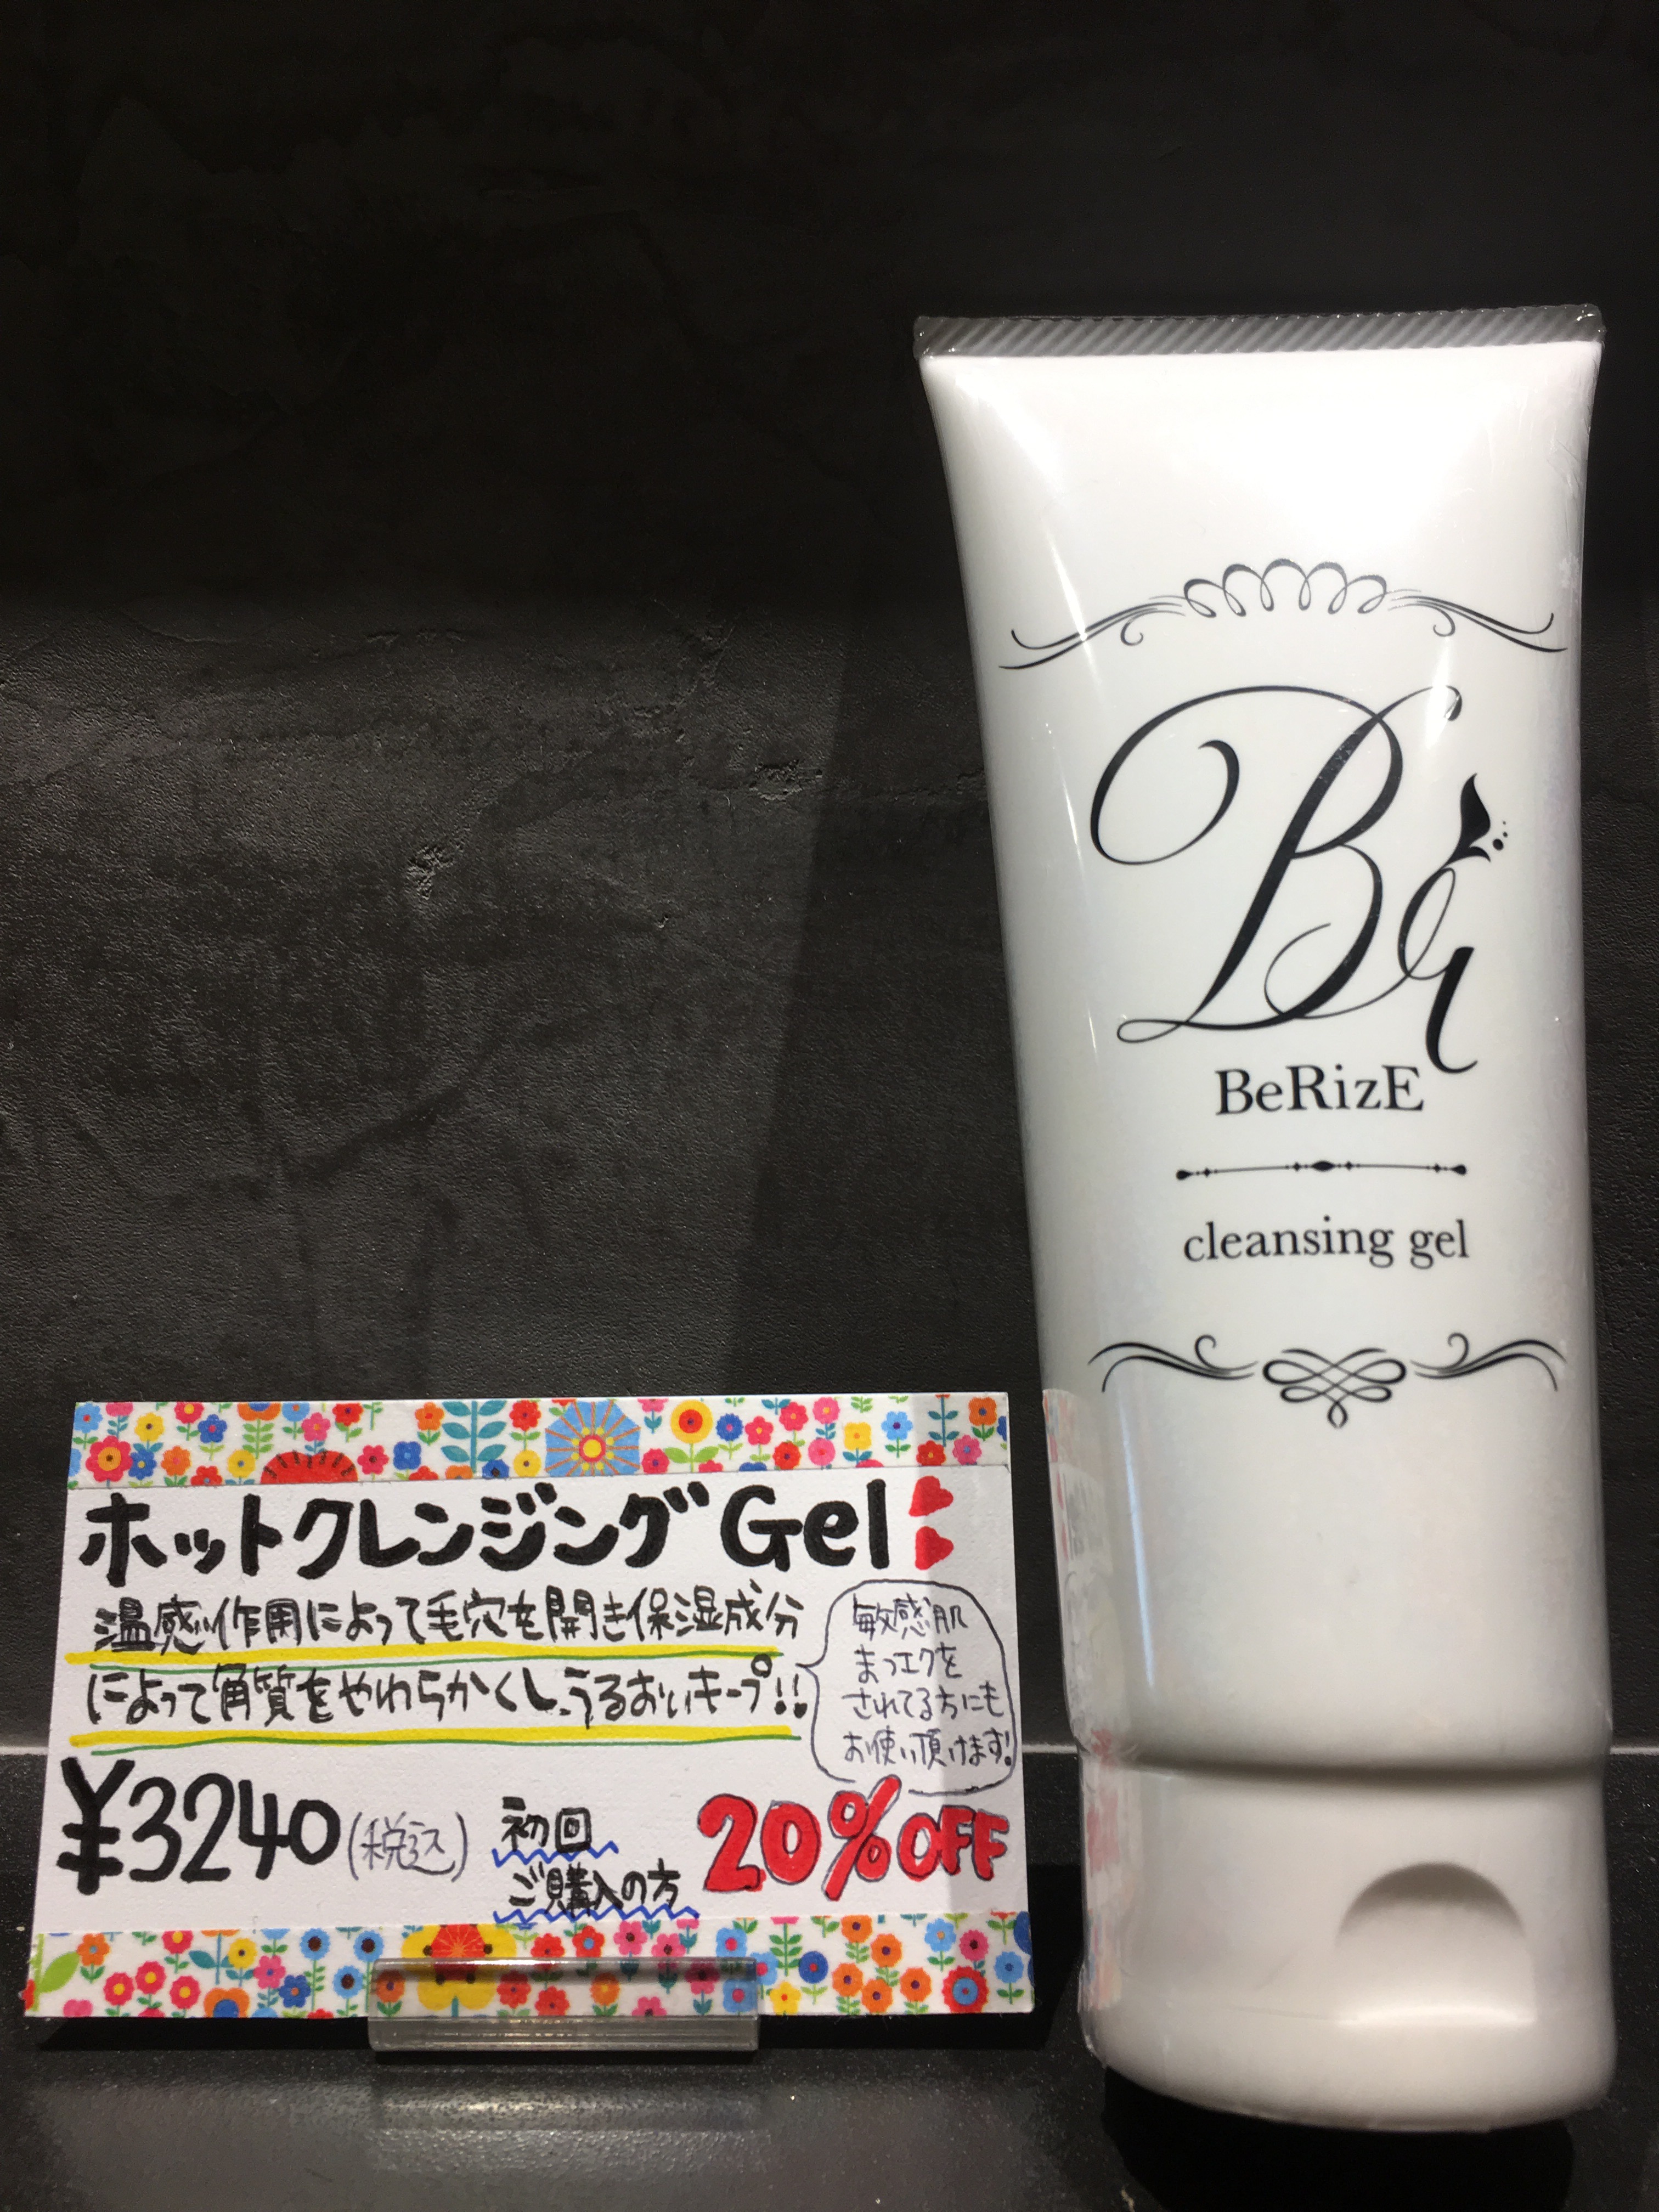 Be
BeRizE
cleansing gel
ホットクレンジングGel
温感作用によって毛穴を開き保湿成分
によって角質をやわらかくし、うるおいキープ!!
敏感肌
まつエクを
されてる方にも
お使い頂けます!
¥3240(税込)
初回
ご購入の方
20%OFF